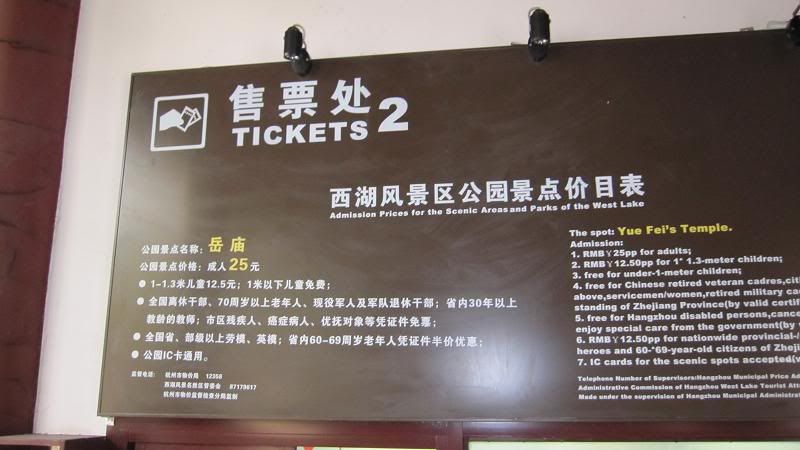 售票处
TICKETS 2
西湖风景区公园景点价目表
Admission Prices for the Scenic Areas and Parks of the West Lake
公园景点名称：岳庙
公园景点价格：成人25元
● 1-1.3米儿童12.5元；1米以下儿童免费；
● 全国离休干部、70周岁以上老年人、现役军人及军队退休干部；省内30年以上
教龄的教师；市区残疾人、癌症病人、优抚对象等凭证件免票；
● 全国省、部级以上劳模、英模；省内60-69周岁老年人凭证件半价优惠；
● 公园IC卡通用。
监督电话： 杭州市物价局 12358
西湖风景名胜区管委会 87179617
杭州市物价监督检查分局监制
The spot: Yue Fei's Temple.
Admission:
1. RMB¥25pp for adults;
2. RMB¥12.50pp for 1~ 1.3-meter children;
3. free for under-1-meter children;
4. free for Chinese retired veteran cadres,citi
above,servicemen/women,retired military ca
standing of Zhejiang Province(by valid certif
5. free for Hangzhou disabled persons,cance
enjoy special care from the government(by
6. RMB¥12.50pp for nationwide provincial-/
heroes and 60-~69-year-old citizens of Zheji
7. IC cards for the scenic spots accepted(w
Telephone Number of Supervisors:Hangzhou Municipal Price Ad
Administrative Commission of Hangzhou West Lake Tourist Att
Made under the supervision of Hangzhou Municipal Administrat